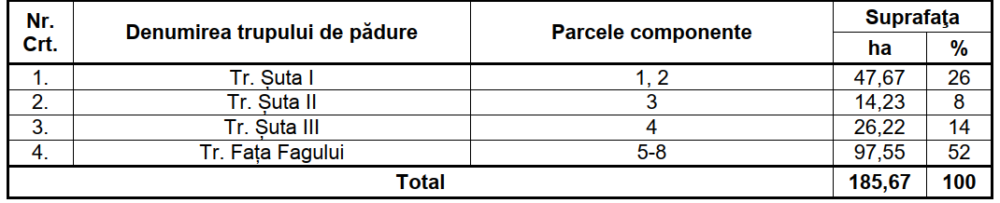 Nr. Crt. Denumirea trupului de pădure Parcele componente Suprafaţa
ha %
1. Tr. Șuta I 1, 2 47,67 26
2. Tr. Șuta II 3 14,23 8
3. Tr. Șuta III 4 26,22 14
4. Tr. Fața Fagului 5-8 97,55 52
Total 185,67 100